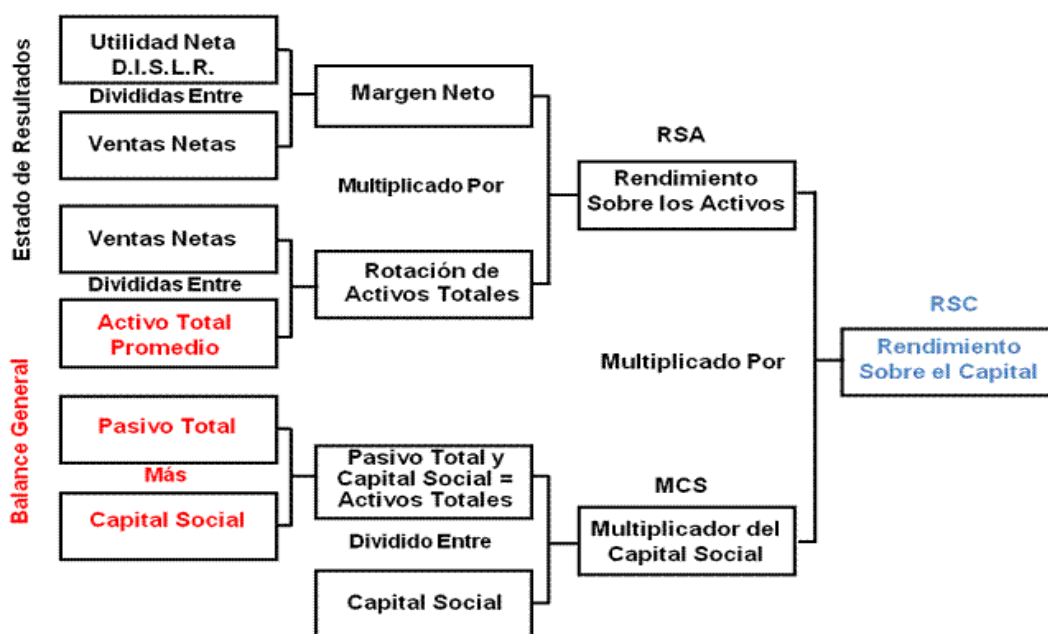 Estado de Resultados
Utilidad Neta
D.I.S.L.R.
Divididas Entre
Ventas Netas
Margen Neto
Multiplicado Por
Ventas Netas
Divididas Entre
Activo Total
Promedio
Rotación de
Activos Totales
RSA
Rendimiento
Sobre los Activos
Balance General
Pasivo Total
Más
Capital Social
Pasivo Total y
Capital Social =
Activos Totales
Dividido Entre
Capital Social
MCS
Multiplicador del
Capital Social
Multiplicado Por
RSC
Rendimiento
Sobre el Capital